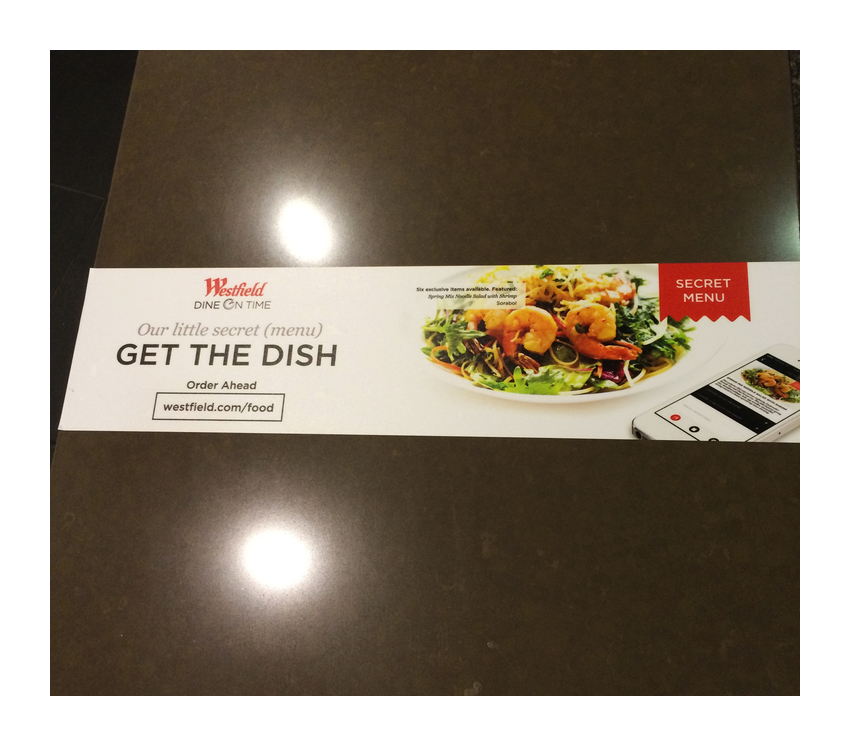 Westfield
DINE ON TIME
Our little secret (menu)
GET THE DISH
Order Ahead
westfield.com/food
Six exclusive items available. Featured:
Spring Mix Noodle Salad with Shrimp
Sorabol
SECRET
MENU